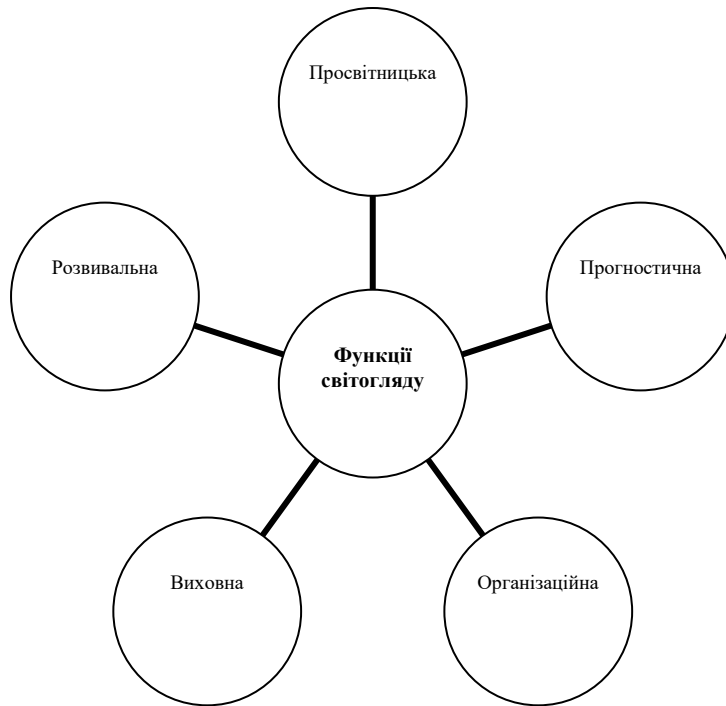 Просвітницька
Розвивальна
Прогностична
Функції
світогляду
Виховна
Організаційна